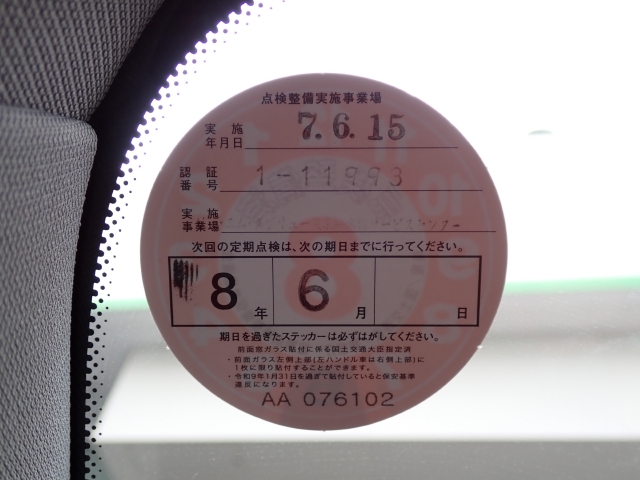 点検整備実施事業場
実施年月日 7.6.15
認証番号 1-11993
実施事業場
次回の定期点検は、次の期日までに行ってください。
8年 6月 日
期日を過ぎたステッカーは必ずはがしてください。
前面窓ガラス貼付に係る国土交通大臣指定済
・前面ガラス左側上部(左ハンドル車は右側上部)に
1枚に限り貼付することができます。
・令和9年1月31日を過ぎて貼付していると保安基準
違反になります。
AA 076102